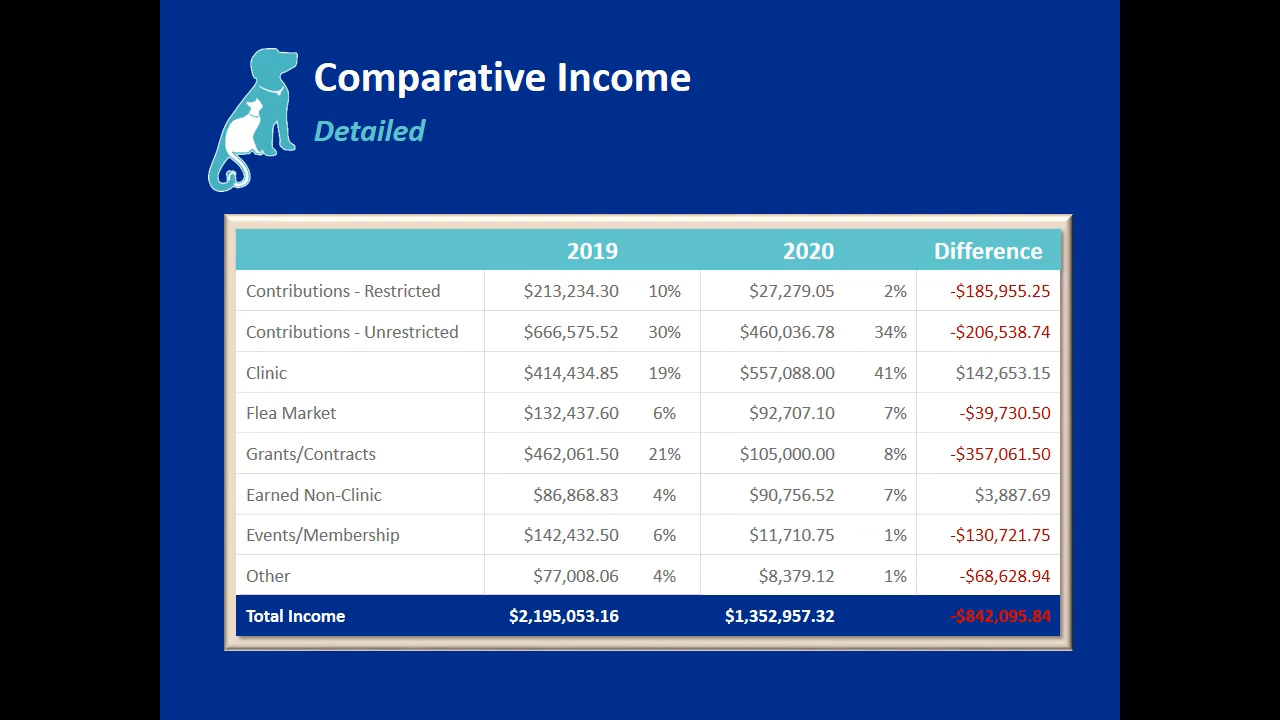 Comparative Income
Detailed
2019 2020 Difference
Contributions - Restricted $213,234.30 10% $27,279.05 2% -$185,955.25
Contributions - Unrestricted $666,575.52 30% $460,036.78 34% -$206,538.74
Clinic $414,434.85 19% $557,088.00 41% $142,653.15
Flea Market $132,437.60 6% $92,707.10 7% -$39,730.50
Grants/Contracts $462,061.50 21% $105,000.00 8% -$357,061.50
Earned Non-Clinic $86,868.83 4% $90,756.52 7% $3,887.69
Events/Membership $142,432.50 6% $11,710.75 1% -$130,721.75
Other $77,008.06 4% $8,379.12 1% -$68,628.94
Total Income $2,195,053.16 $1,352,957.32 -$842,095.84